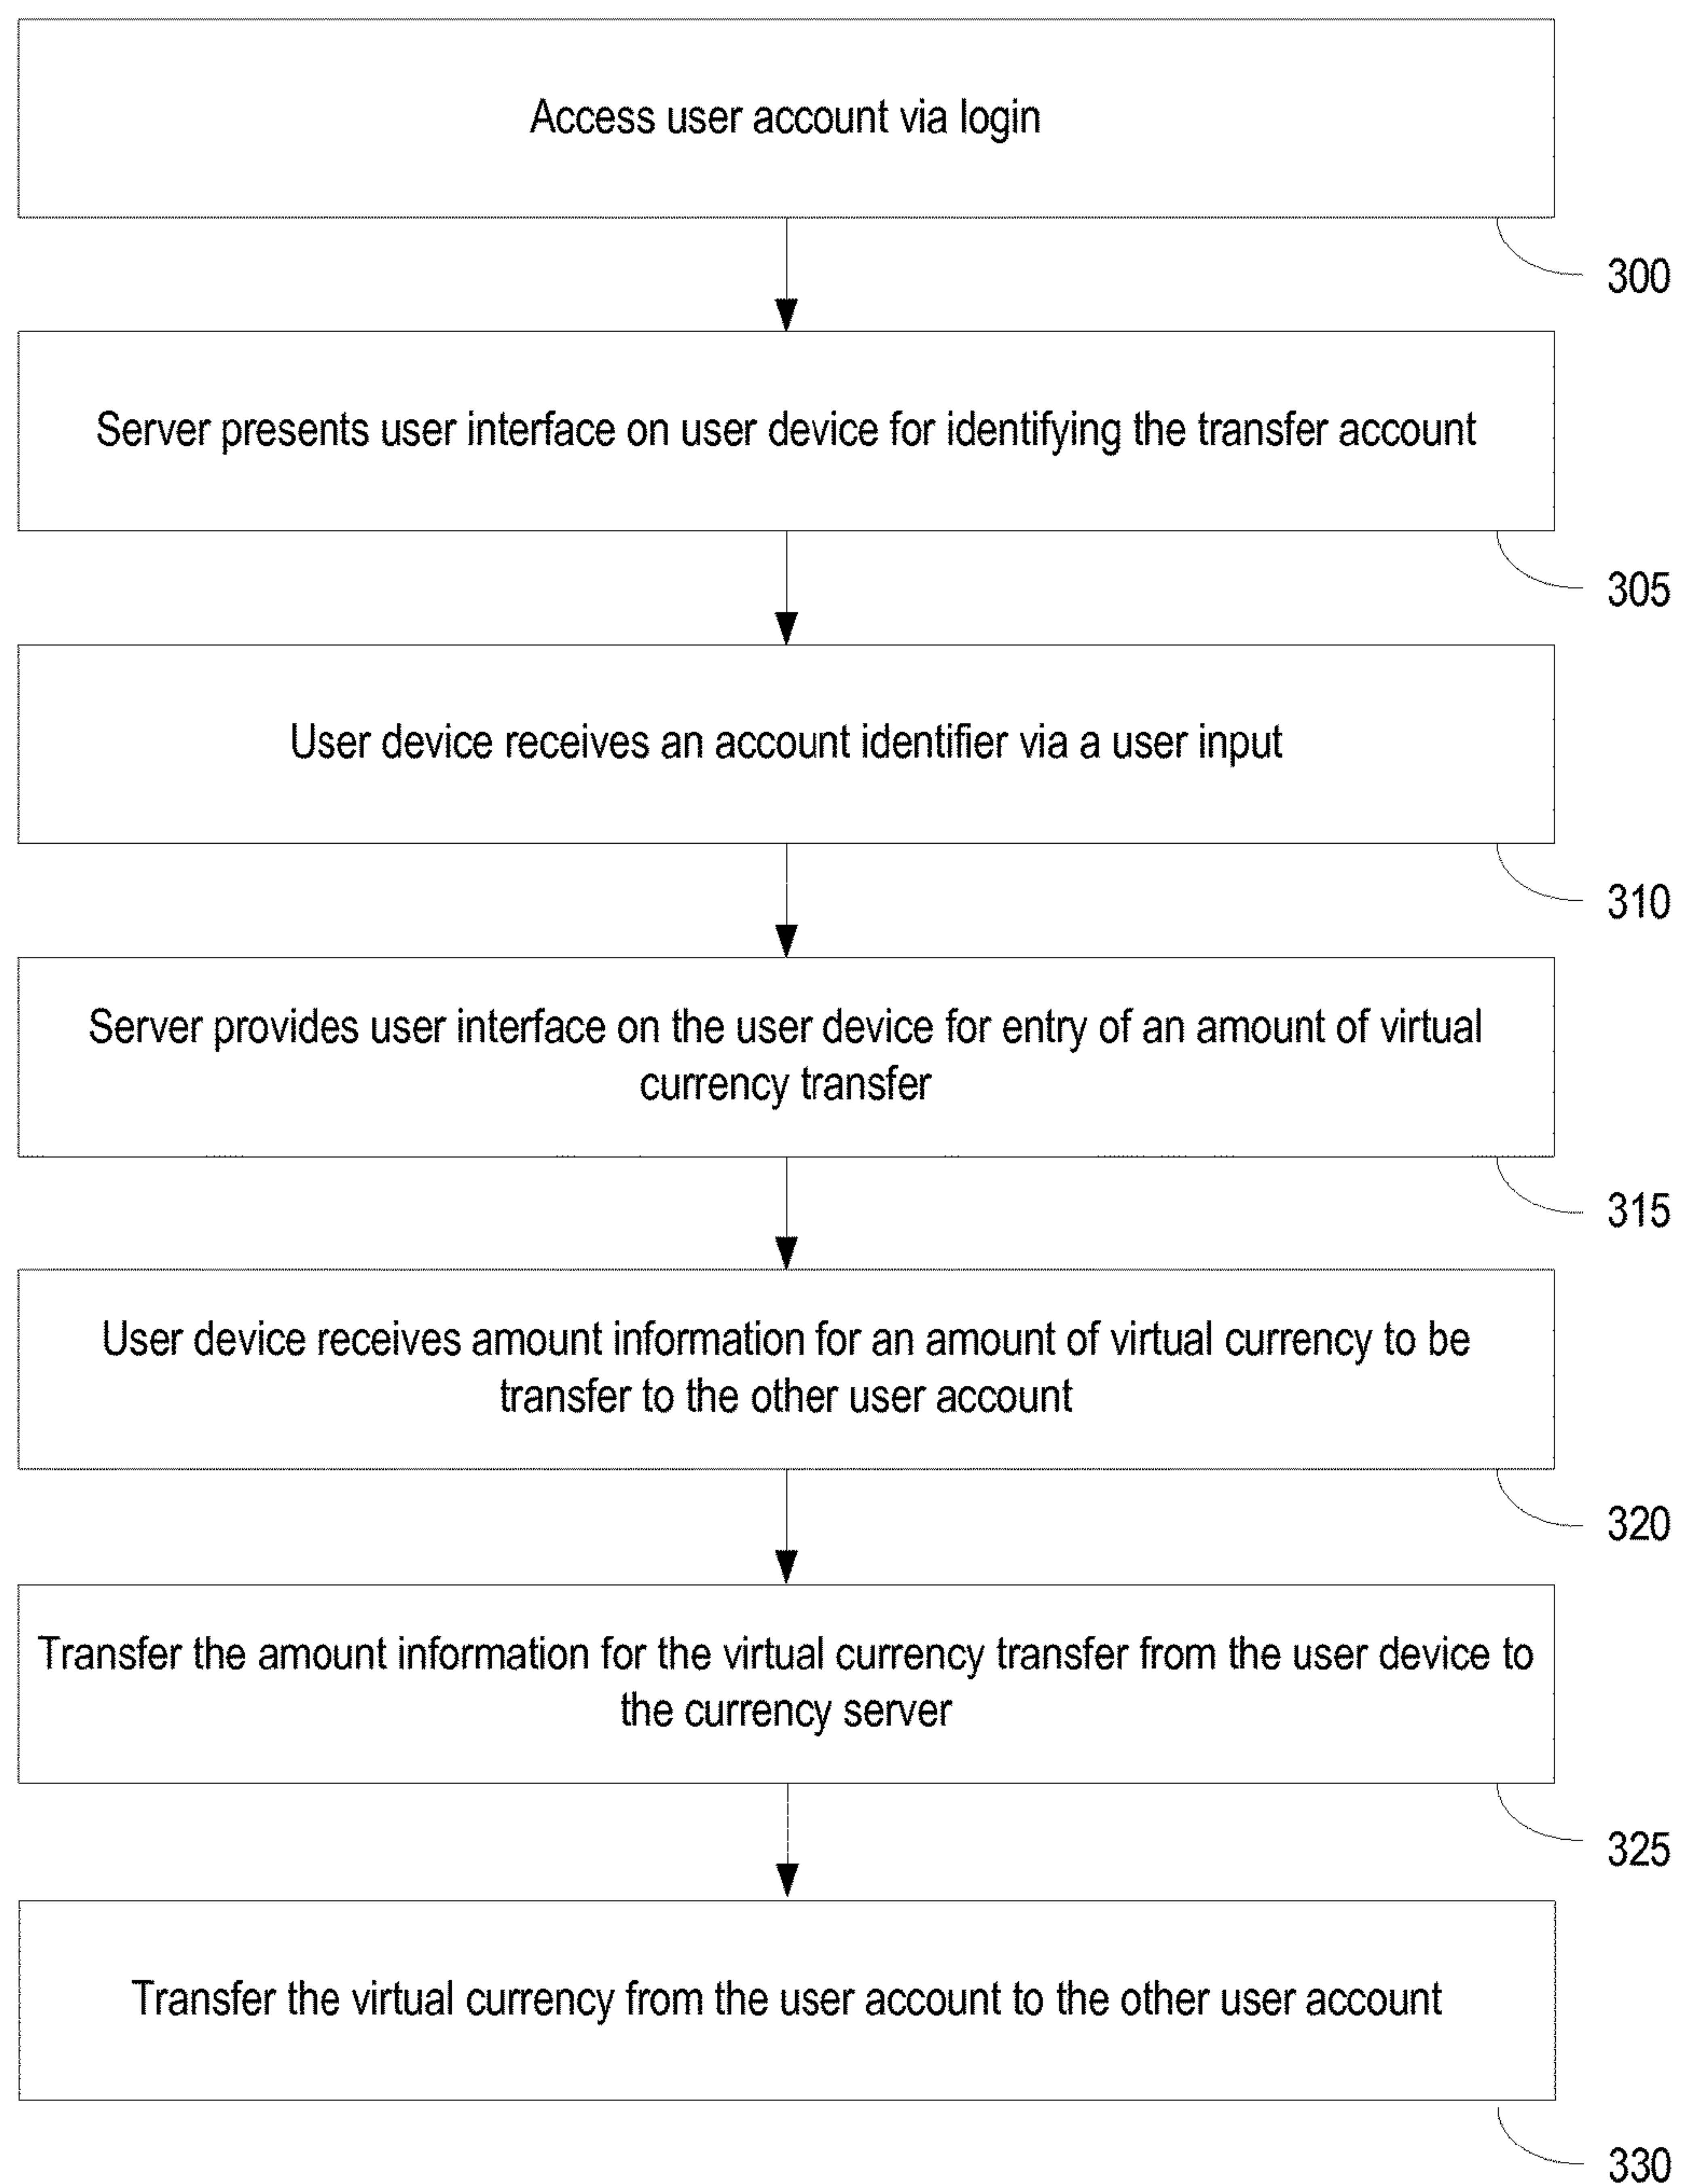 Access user account via login
300
Server presents user interface on user device for identifying the transfer account
305
User device receives an account identifier via a user input
310
Server provides user interface on the user device for entry of an amount of virtual
currency transfer
315
User device receives amount information for an amount of virtual currency to be
transfer to the other user account
320
Transfer the amount information for the virtual currency transfer from the user device to
the currency server
325
Transfer the virtual currency from the user account to the other user account
330